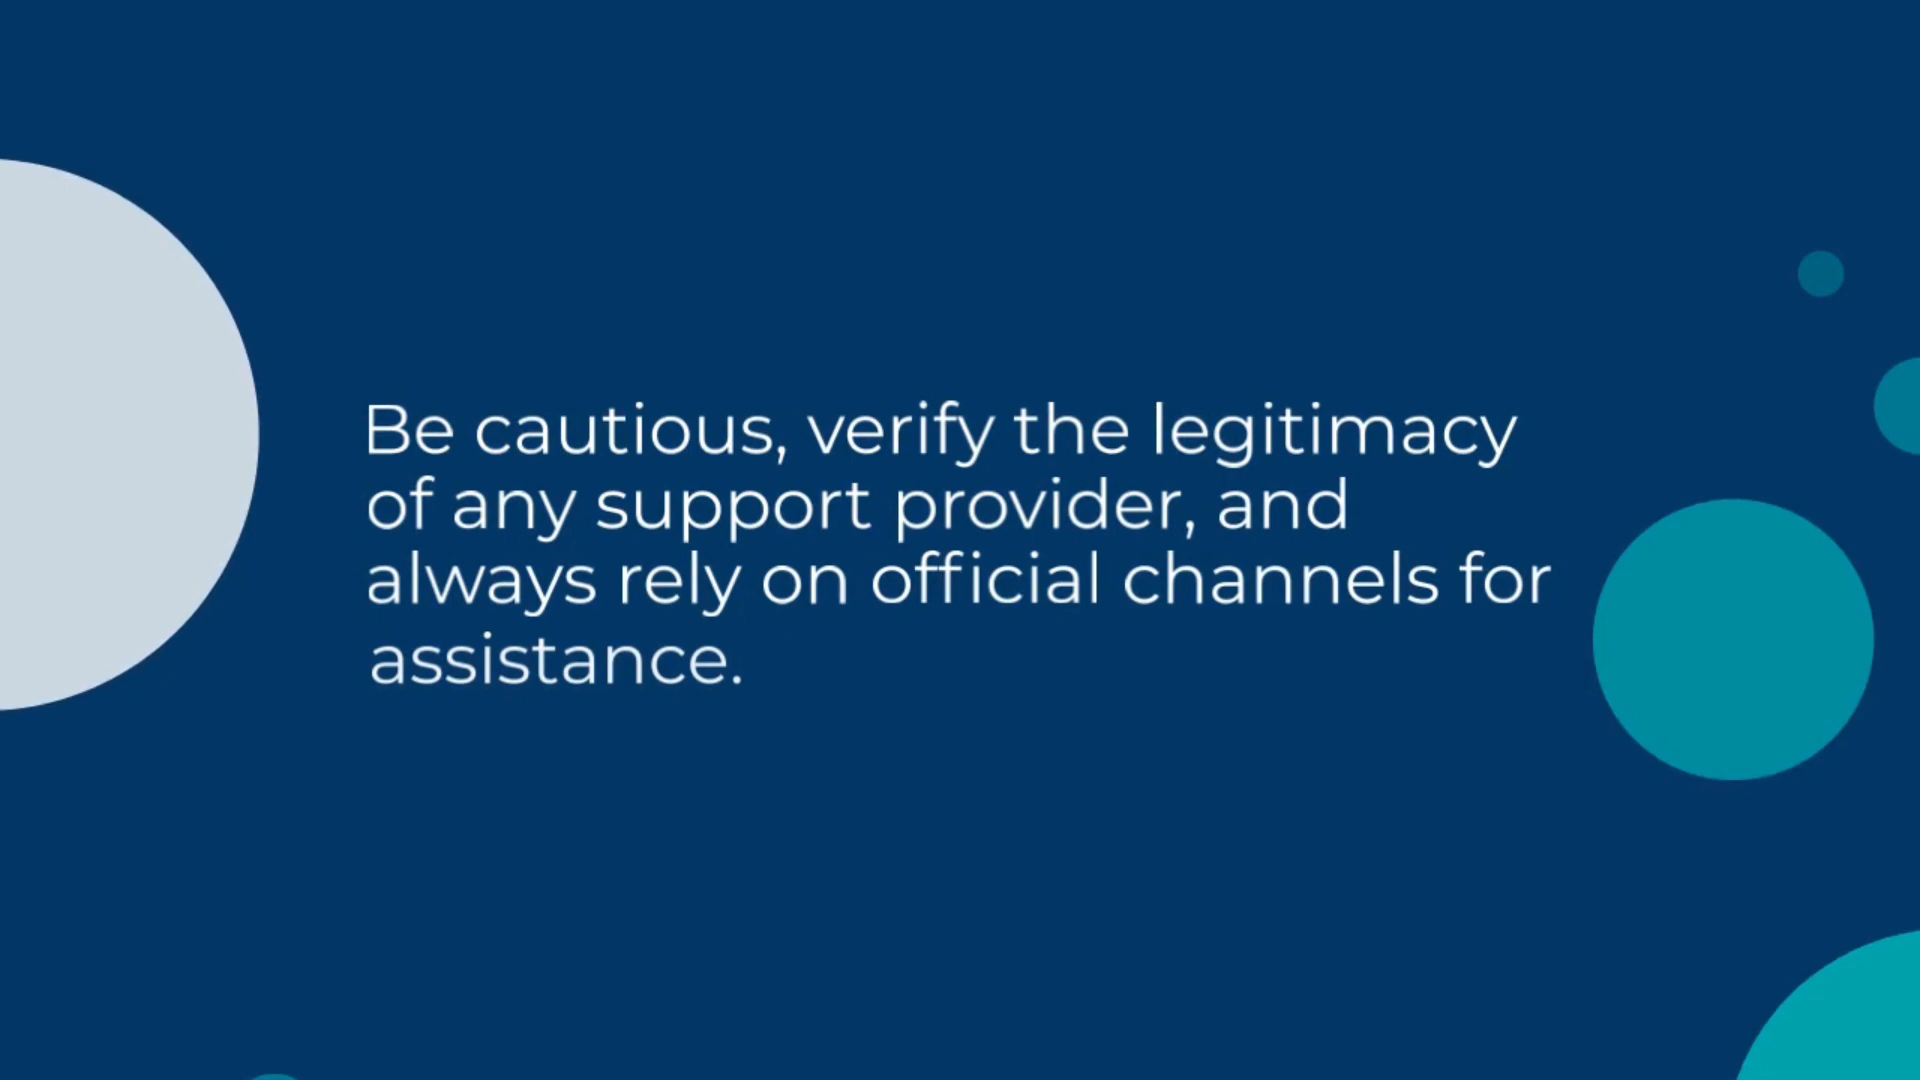 Be cautious, verify the legitimacy
of any support provider, and
always rely on official channels for
assistance.